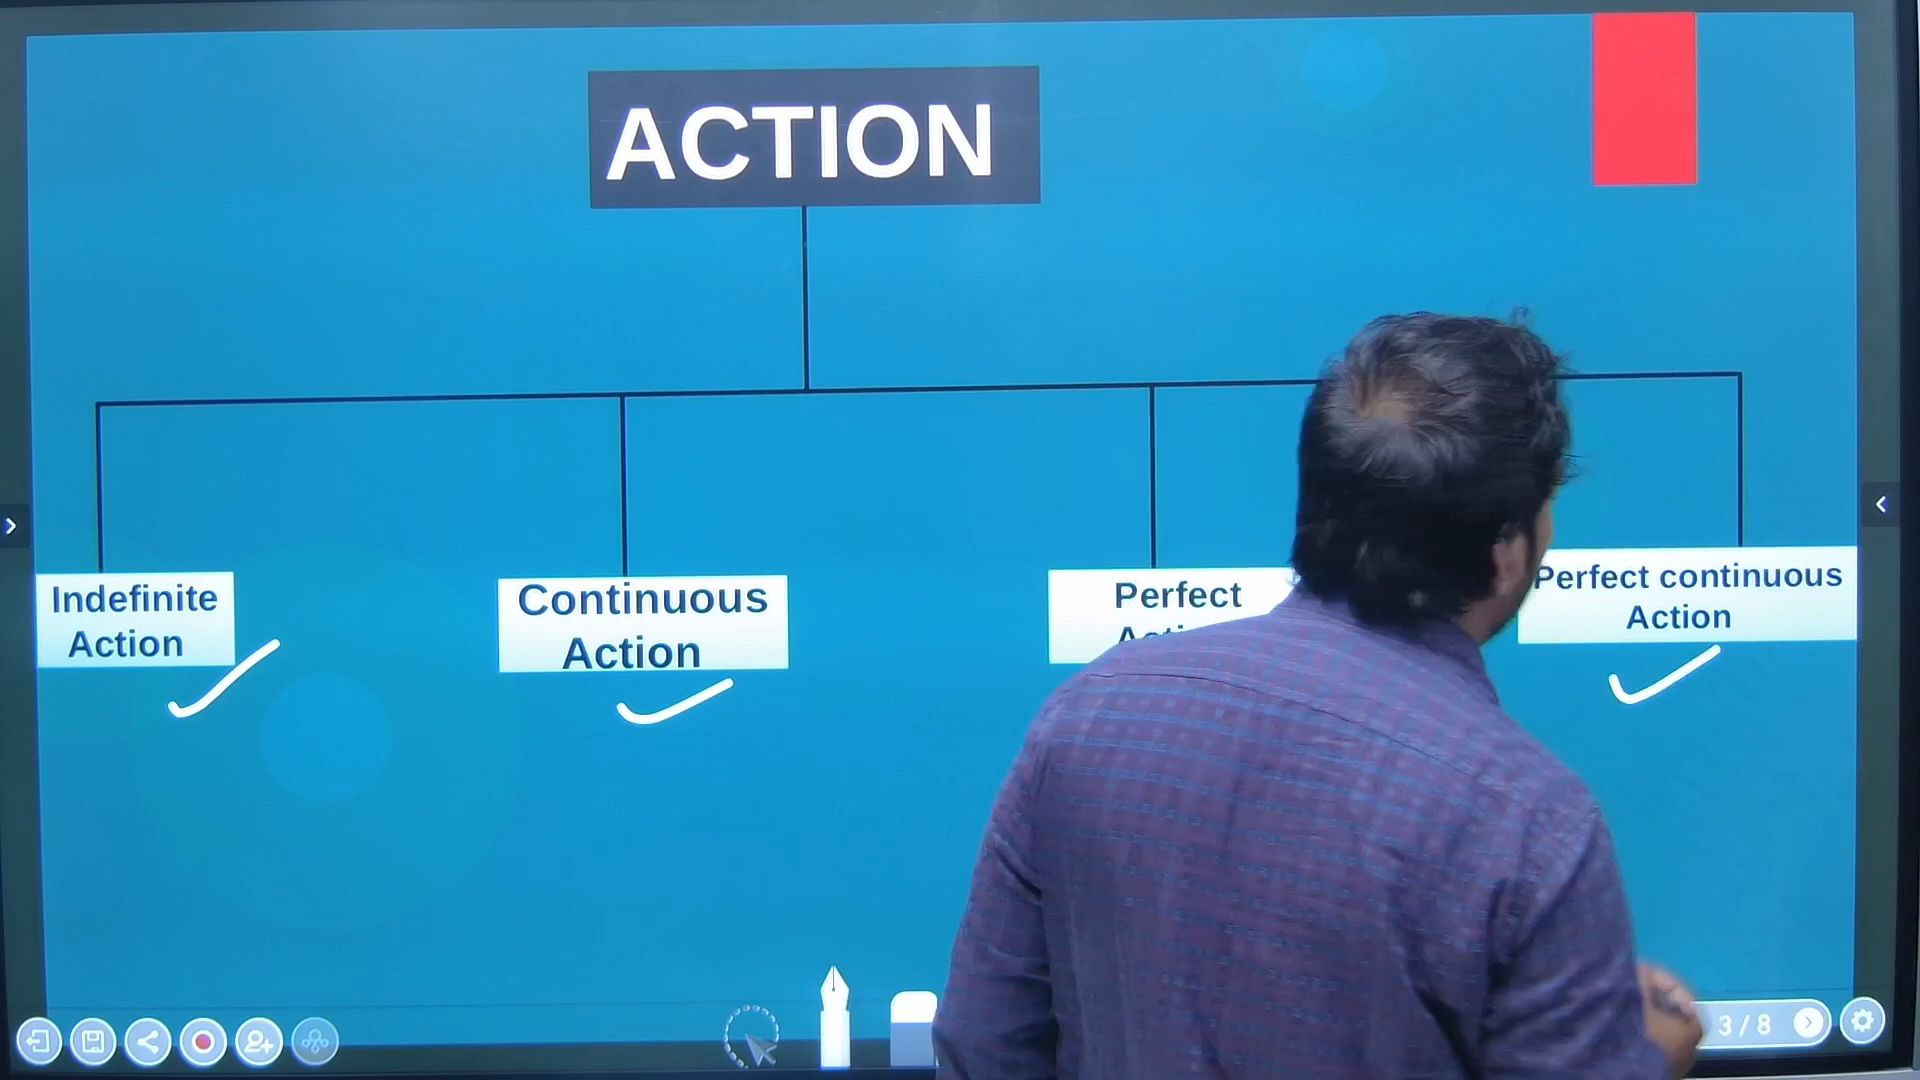 ACTION
Indefinite
Action
Continuous
Action
Perfect
Perfect continuous
Action
3 / 8